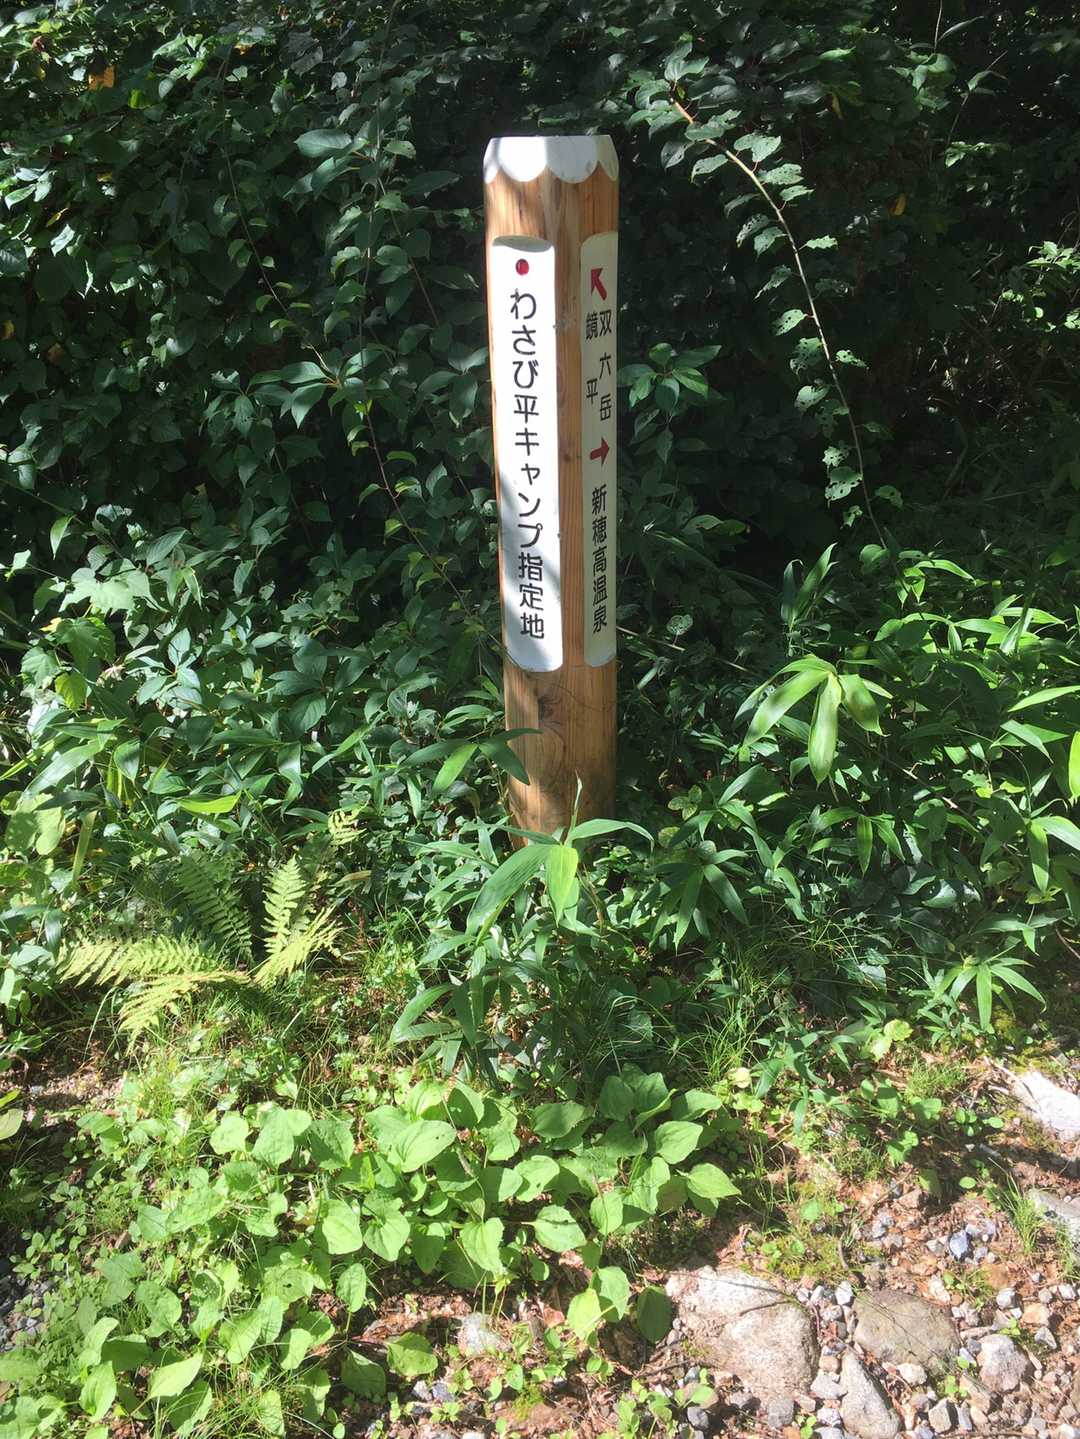 わさび平キャンプ指定地
双六岳
鏡平
新穂高温泉